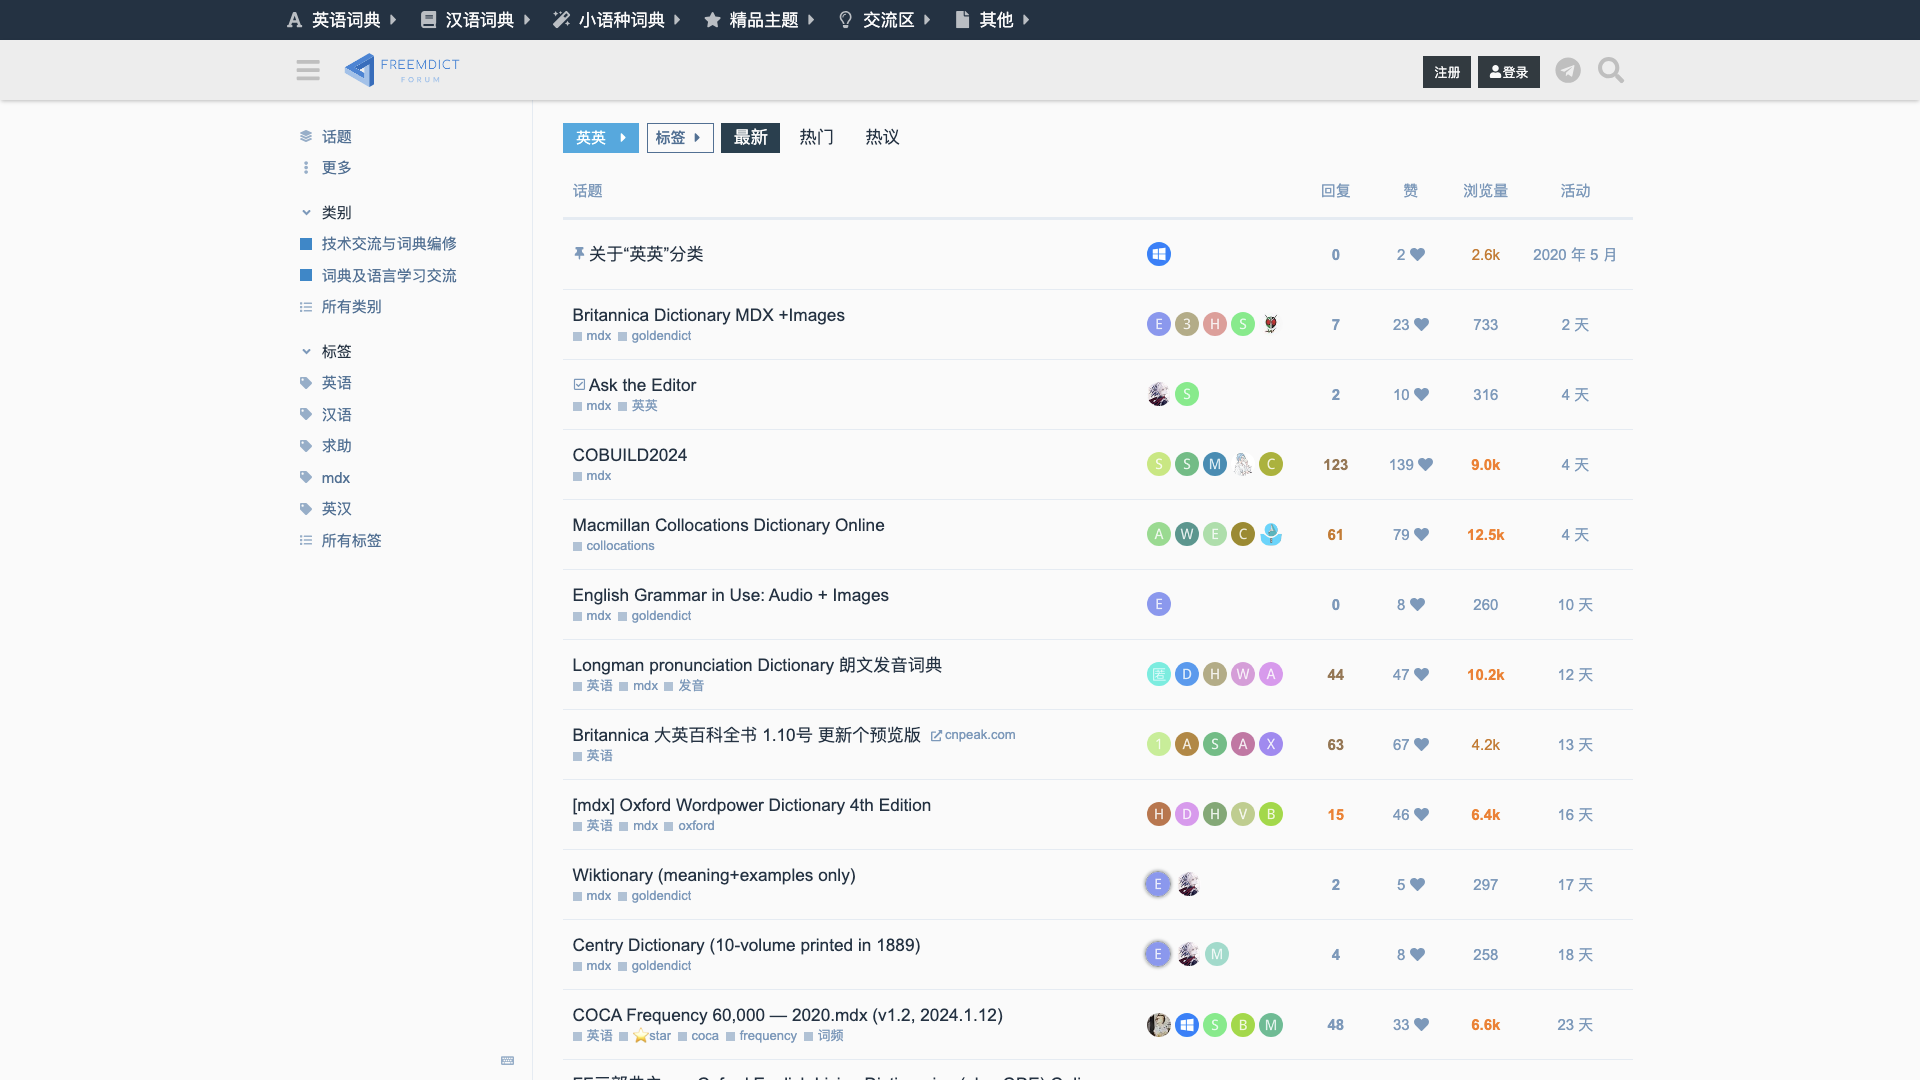 英语词典 汉语词典 小语种词典 精品主题 交流区 其他
FREEMDICT
FORUM
注册 登录
话题
更多
类别
技术交流与词典编修
词典及语言学习交流
所有类别
标签
英语
汉语
求助
mdx
英汉
所有标签
英英 标签 最新 热门 热议
话题 回复 赞 浏览量 活动
关于“英英”分类 0 2 2.6k 2020 年 5 月
Britannica Dictionary MDX +Images E 3 H S 7 23 733 2 天
mdx goldendict
Ask the Editor S 2 10 316 4 天
mdx 英英
COBUILD2024 S S M C 123 139 9.0k 4 天
mdx
Macmillan Collocations Dictionary Online A W E C 61 79 12.5k 4 天
collocations
English Grammar in Use: Audio + Images E 0 8 260 10 天
mdx goldendict
Longman pronunciation Dictionary 朗文发音词典 匿 D H W A 44 47 10.2k 12 天
英语 mdx 发音
Britannica 大英百科全书 1.10号 更新个预览版 cnpeak.com 1 A S A X 63 67 4.2k 13 天
英语
[mdx] Oxford Wordpower Dictionary 4th Edition H D H V B 15 46 6.4k 16 天
英语 mdx oxford
Wiktionary (meaning+examples only) E 2 5 297 17 天
mdx goldendict
Centry Dictionary (10-volume printed in 1889) E M 4 8 258 18 天
mdx goldendict
COCA Frequency 60,000 — 2020.mdx (v1.2, 2024.1.12) S B M 48 33 6.6k 23 天
英语 star coca frequency 词频